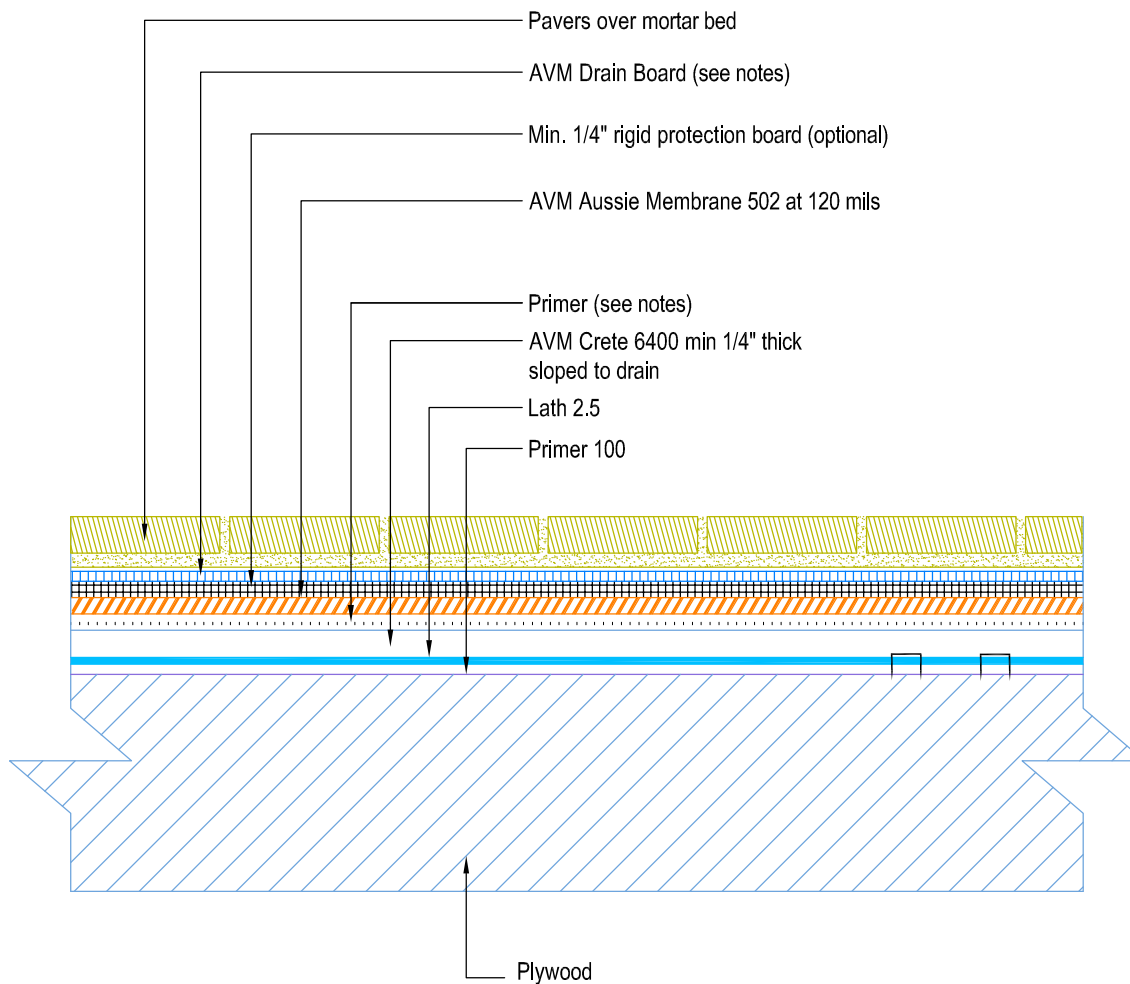 Pavers over mortar bed
AVM Drain Board (see notes)
Min. 1/4" rigid protection board (optional)
AVM Aussie Membrane 502 at 120 mils
Primer (see notes)
AVM Crete 6400 min 1/4" thick
sloped to drain
Lath 2.5
Primer 100
Plywood